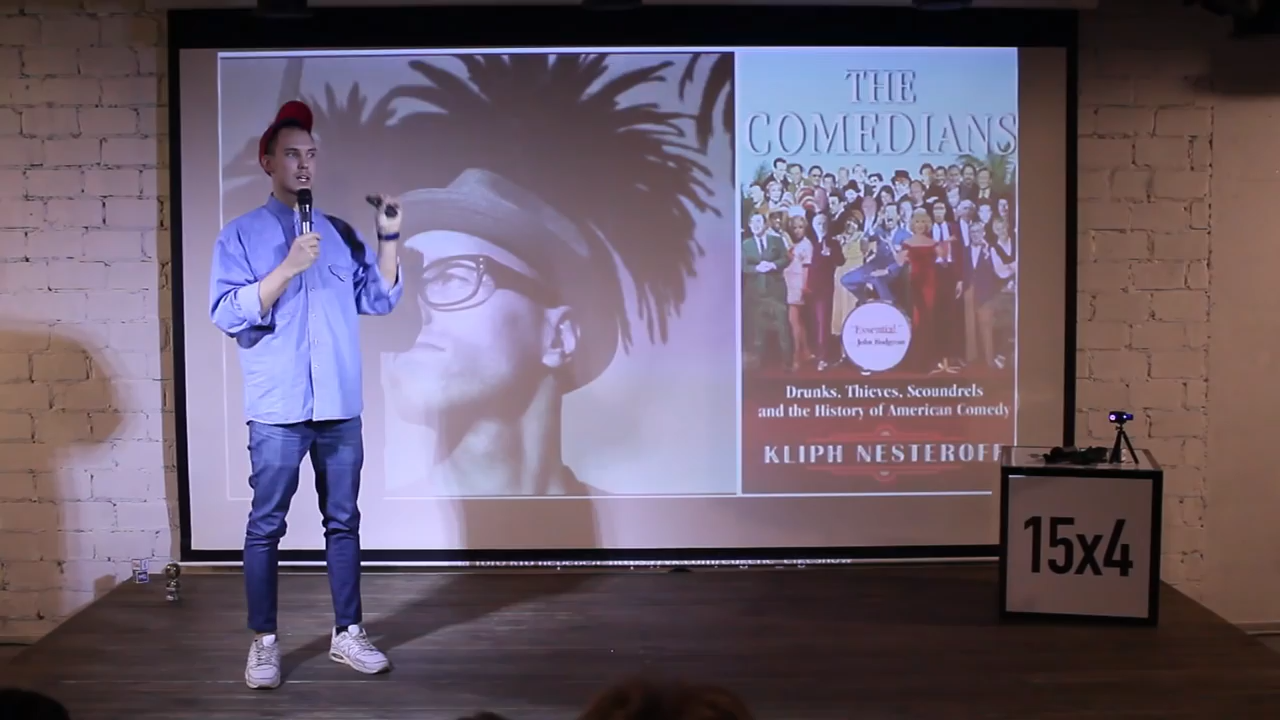 THE
COMEDIANS
"Essential."
John Hodgman
Drunks, Thieves, Scoundrels
and the History of American Comedy
KLIPH NESTEROFF
15x4